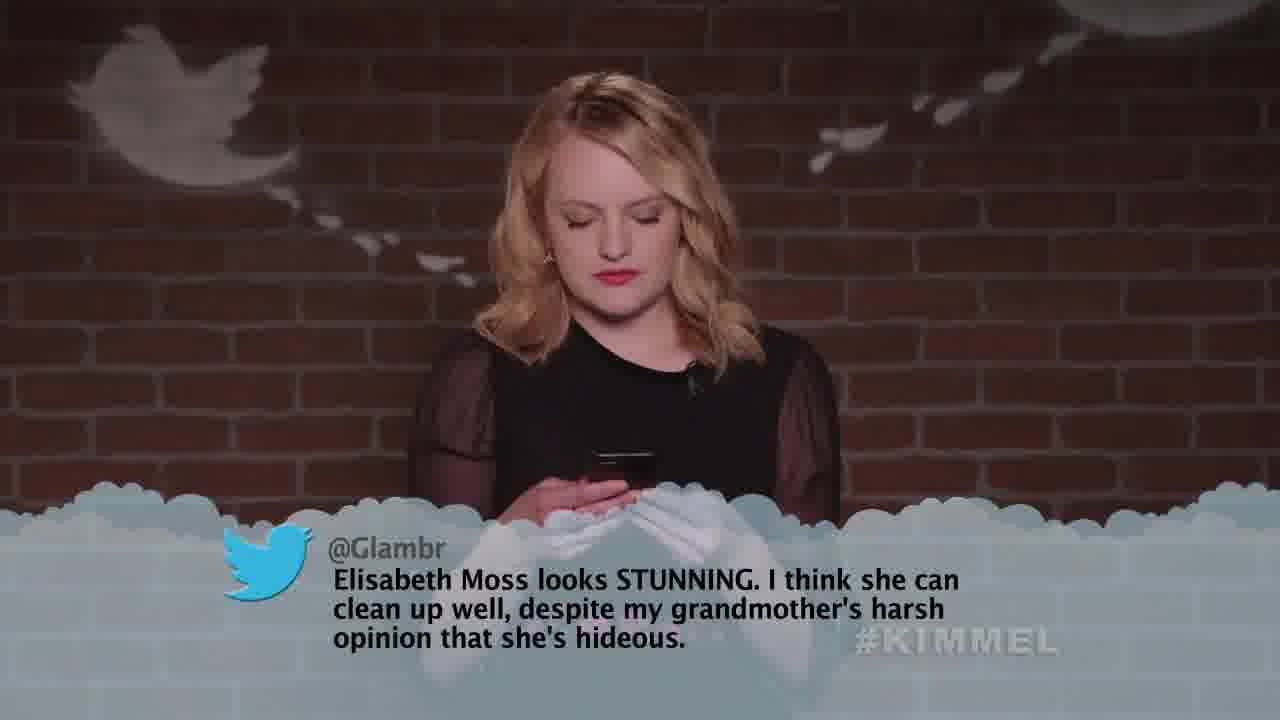 @Glambr
Elisabeth Moss looks STUNNING. I think she can
clean up well, despite my grandmother's harsh
opinion that she's hideous.
#KIMMEL